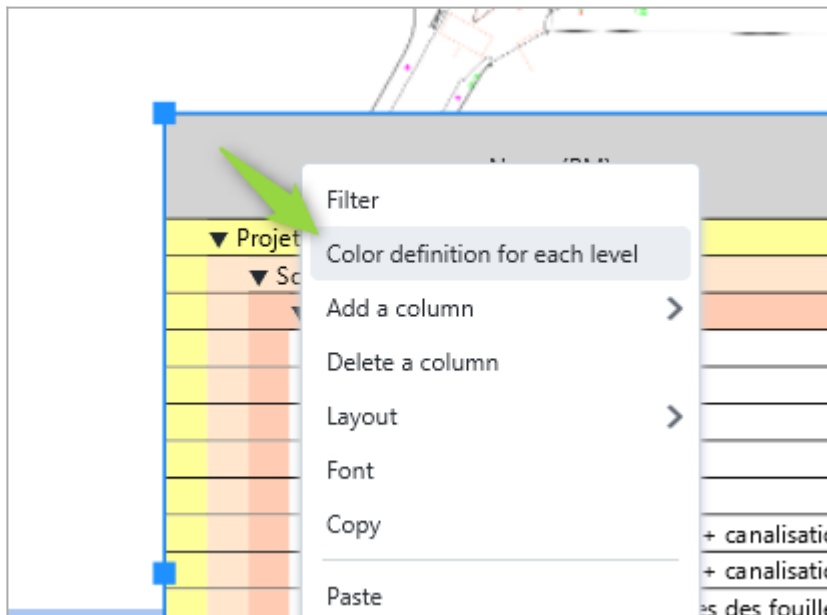 Filter
▼ Projet
Color definition for each level
▼ Sc
Add a column
Delete a column
Layout
Font
Copy
+ canalisatio
+ canalisatio
Paste
es des fouille